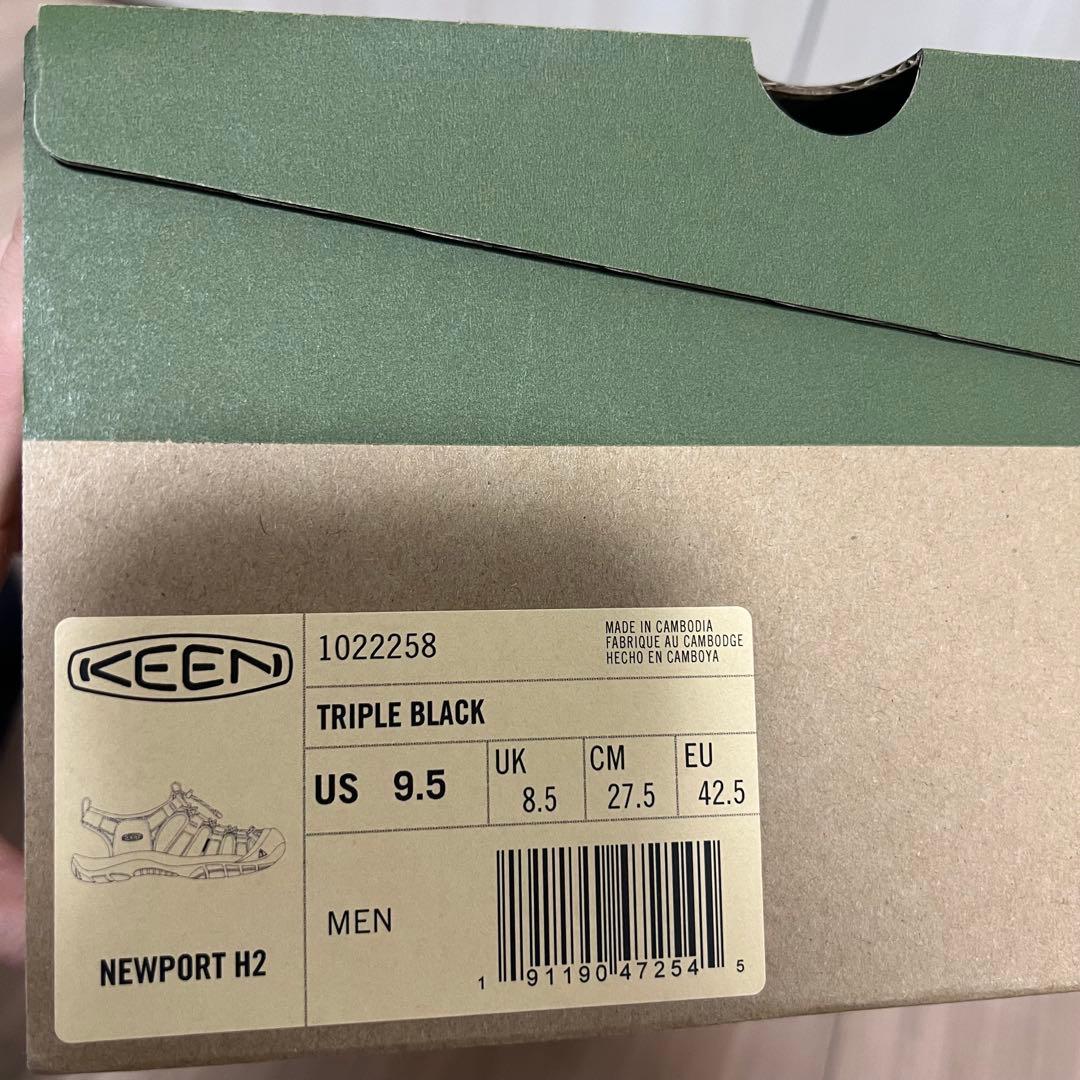 KEEN
1022258
MADE IN CAMBODIA
FABRIQUE AU CAMBODGE
HECHO EN CAMBOYA
TRIPLE BLACK
US 9.5
UK 8.5
CM 27.5
EU 42.5
KEEN
MEN
NEWPORT H2
1 91190 47254 5